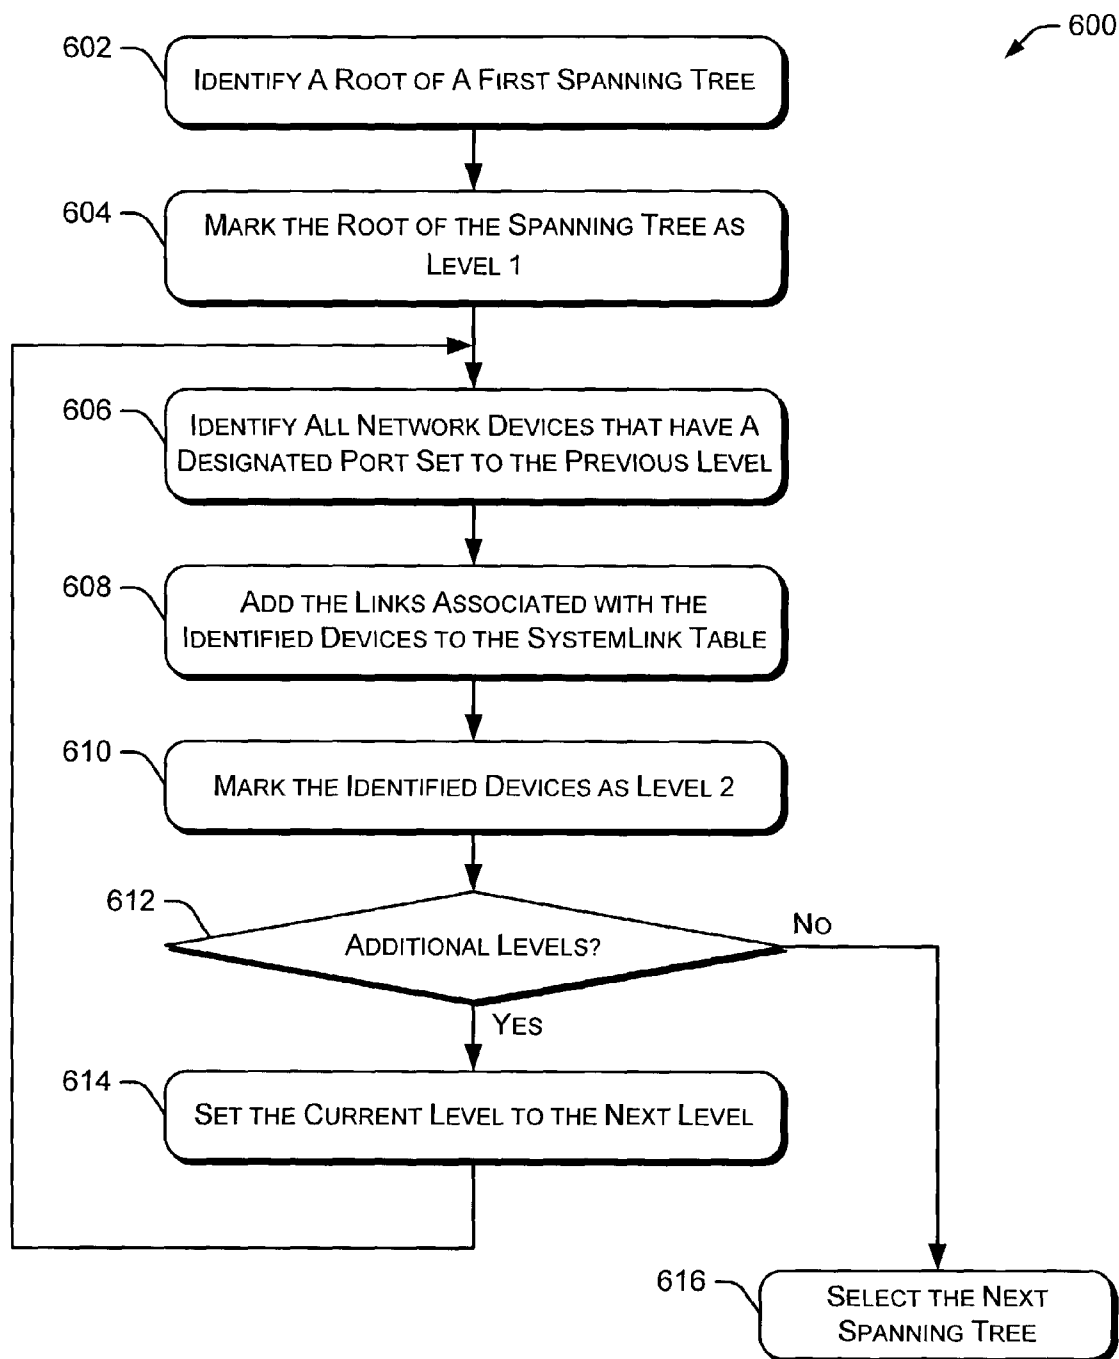 600
602
IDENTIFY A ROOT OF A FIRST SPANNING TREE
604
MARK THE ROOT OF THE SPANNING TREE AS
LEVEL 1
606
IDENTIFY ALL NETWORK DEVICES THAT HAVE A
DESIGNATED PORT SET TO THE PREVIOUS LEVEL
608
ADD THE LINKS ASSOCIATED WITH THE
IDENTIFIED DEVICES TO THE SYSTEMLINK TABLE
610
MARK THE IDENTIFIED DEVICES AS LEVEL 2
612
ADDITIONAL LEVELS?
NO
YES
614
SET THE CURRENT LEVEL TO THE NEXT LEVEL
616
SELECT THE NEXT
SPANNING TREE